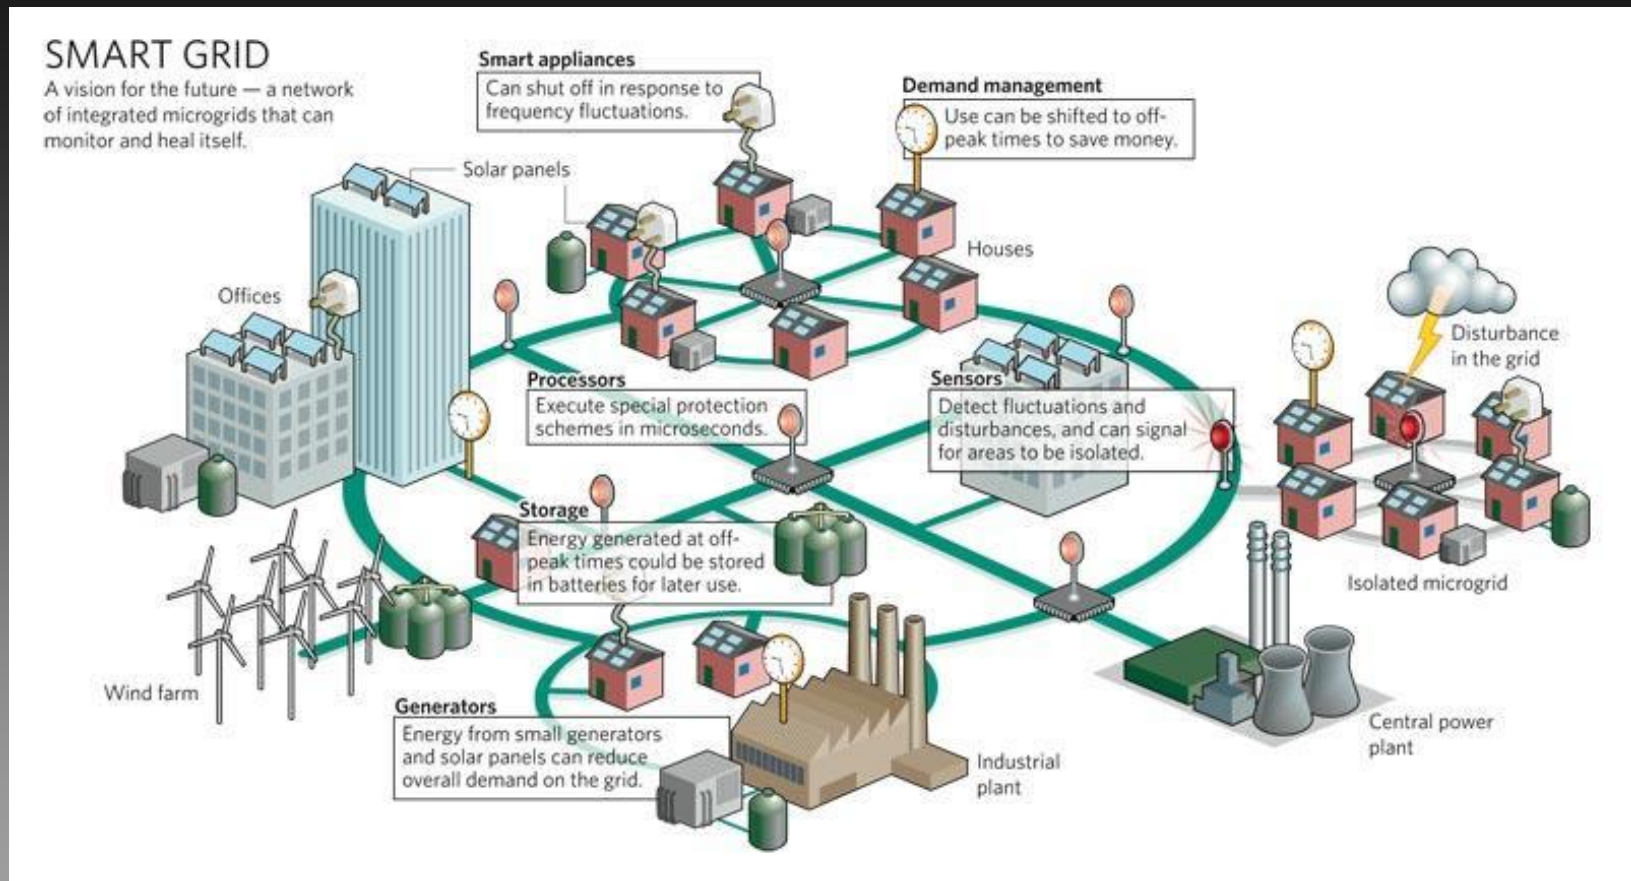 SMART GRID
A vision for the future — a network
of integrated microgrids that can
monitor and heal itself.
Smart appliances
Can shut off in response to
frequency fluctuations.
Demand management
Use can be shifted to off-
peak times to save money.
Solar panels
Houses
Offices
Disturbance
in the grid
Processors
Execute special protection
schemes in microseconds.
Sensors
Detect fluctuations and
disturbances, and can signal
for areas to be isolated.
Storage
Energy generated at off-
peak times could be stored
in batteries for later use.
Isolated microgrid
Wind farm
Generators
Energy from small generators
and solar panels can reduce
overall demand on the grid.
Central power
plant
Industrial
plant